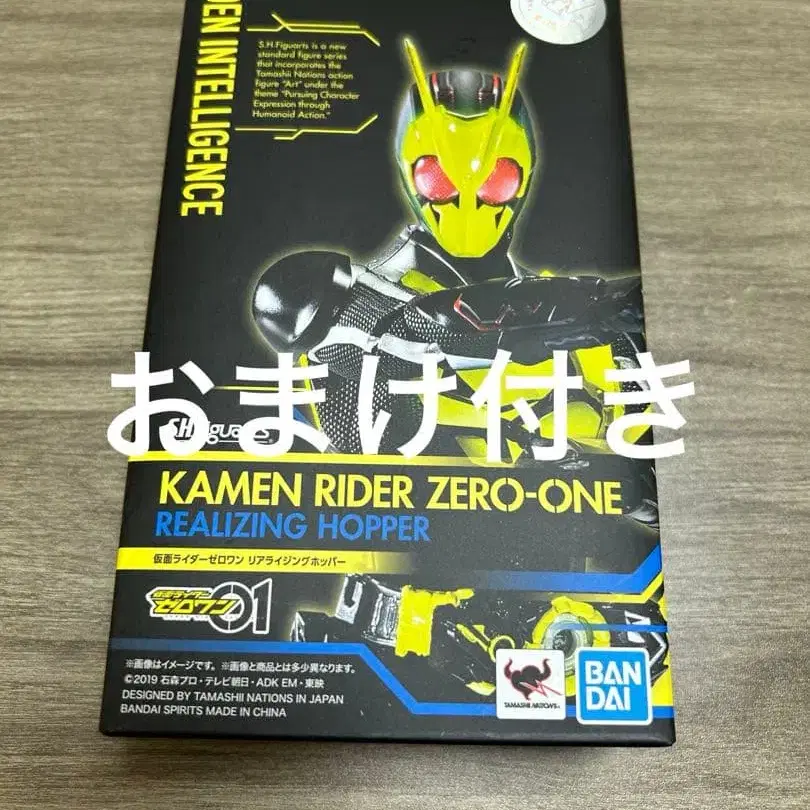 DEN INTELLIGENCE
S.H.Figuarts is a new
standard figure series
that incorporates the
Tamashii Nations action
figure "Art" under the
theme "Pursuing Character
Expression through
Humanoid Action."
おまけ付き
S.H.Figuarts
KAMEN RIDER ZERO-ONE
REALIZING HOPPER
仮面ライダーゼロワン リアライジングホッパー
仮面ライダー
ゼロワン 01
※画像はイメージです。※画像と商品とは多少異なります。
©2019 石森プロ・テレビ朝日・ADK EM・東映
DESIGNED BY TAMASHII NATIONS IN JAPAN
BANDAI SPIRITS MADE IN CHINA
TAMASHII NATIONS
BAN
DAI